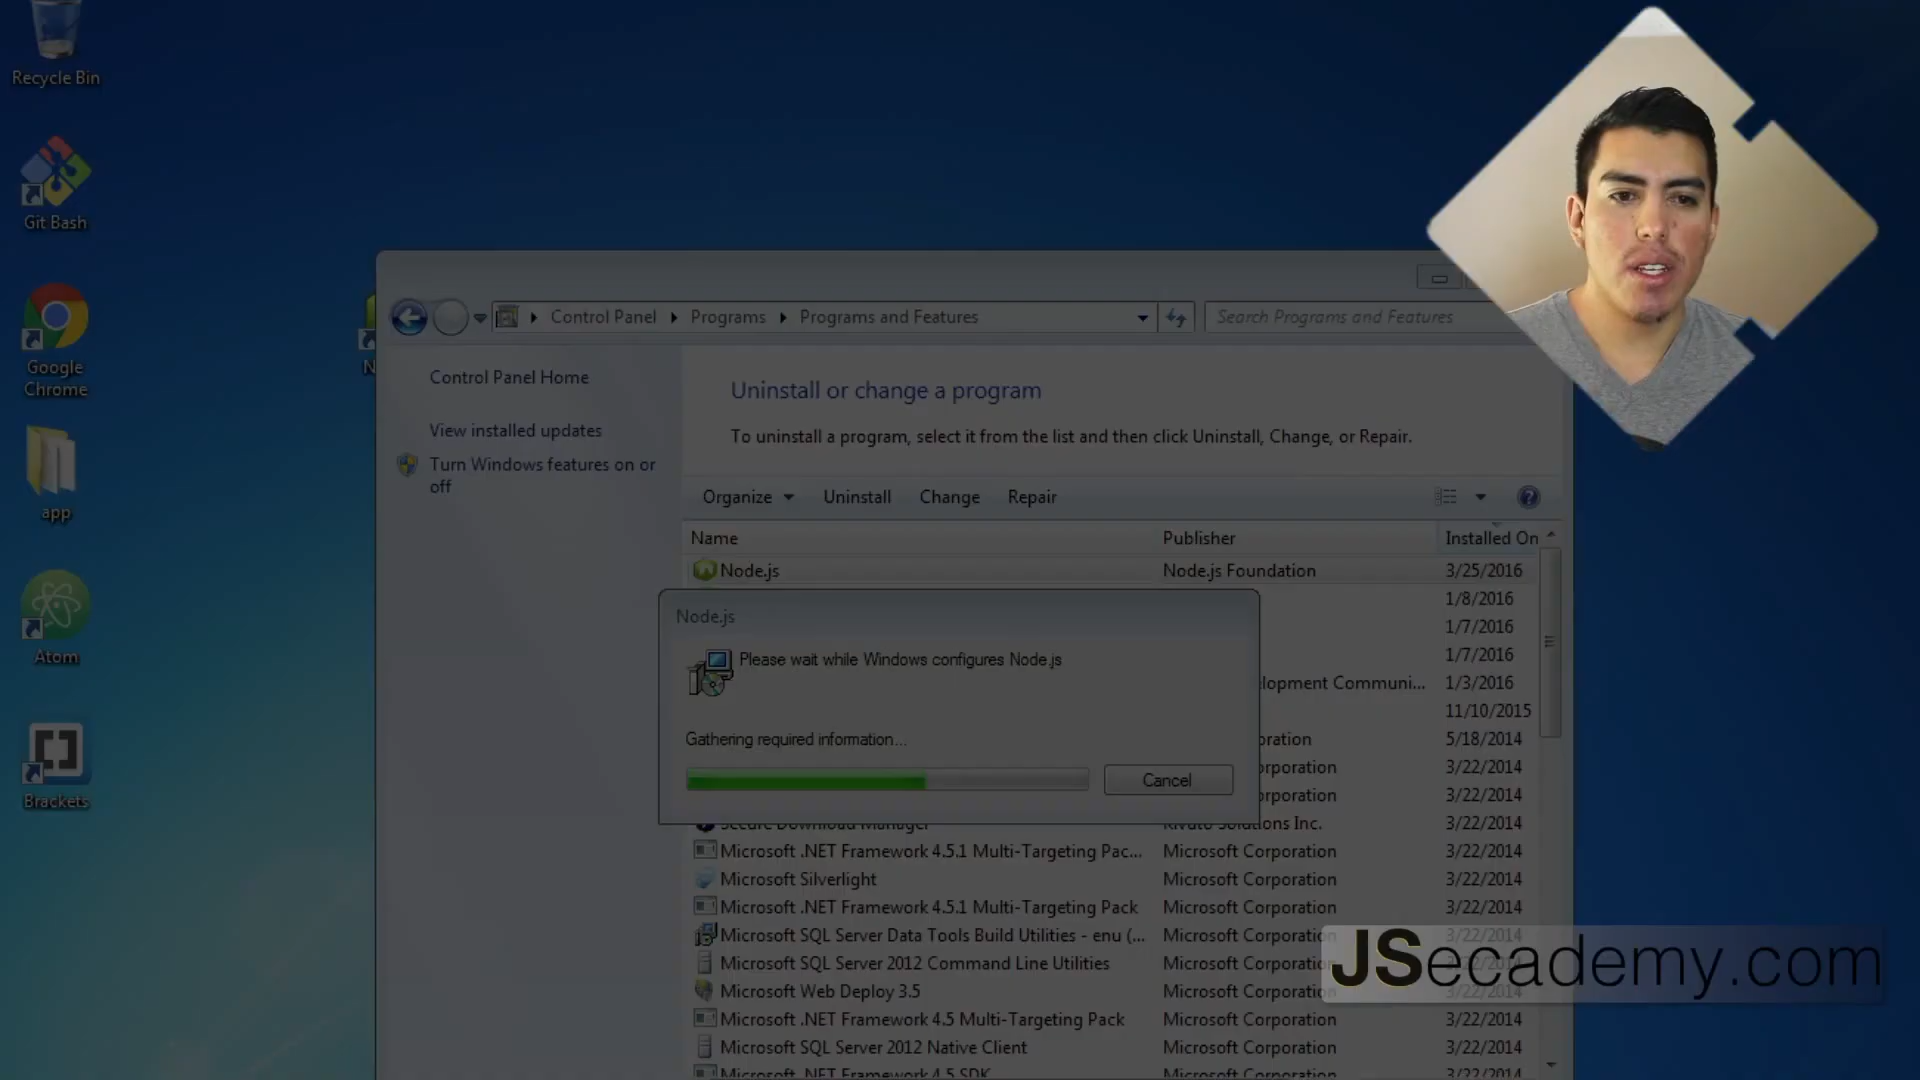 Recycle Bin
Git Bash
Google
Chrome
app
Atom
Brackets
Control Panel
Programs
Programs and Features
Search Programs and Features
Control Panel Home
View installed updates
Turn Windows features on or
off
Uninstall or change a program
To uninstall a program, select it from the list and then click Uninstall, Change, or Repair.
Organize Uninstall Change Repair
Name Publisher Installed On
Node.js Node.js Foundation 3/25/2016
1/8/2016
1/7/2016
1/7/2016
lopment Communi... 1/3/2016
11/10/2015
oration 5/18/2014
orporation 3/22/2014
orporation 3/22/2014
Node.js
Please wait while Windows configures Node.js
Gathering required information...
Cancel
Secure Download Manager Kivuto Solutions Inc. 3/22/2014
Microsoft .NET Framework 4.5.1 Multi-Targeting Pac... Microsoft Corporation 3/22/2014
Microsoft Silverlight Microsoft Corporation 3/22/2014
Microsoft .NET Framework 4.5.1 Multi-Targeting Pack Microsoft Corporation 3/22/2014
Microsoft SQL Server Data Tools Build Utilities - enu (... Microsoft Corporation 3/22/2014
Microsoft SQL Server 2012 Command Line Utilities Microsoft Corporation
JSecademy.com
Microsoft Web Deploy 3.5 Microsoft Corporation 3/22/2014
Microsoft .NET Framework 4.5 Multi-Targeting Pack Microsoft Corporation 3/22/2014
Microsoft SQL Server 2012 Native Client Microsoft Corporation 3/22/2014
Microsoft .NET Framework 4.5 SDK Microsoft Corporation 3/22/2014